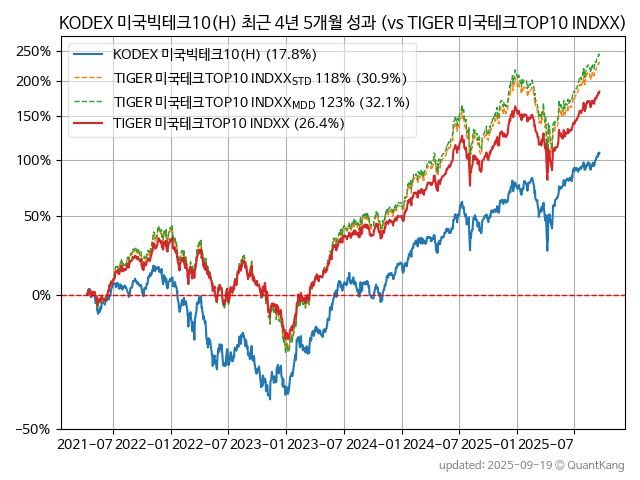 KODEX 미국빅테크10(H) 최근 4년 5개월 성과 (vs TIGER 미국테크TOP10 INDXX)
250%
200%
150%
100%
50%
0%
−50%
KODEX 미국빅테크10(H) (17.8%)
TIGER 미국테크TOP10 INDXX_STD 118% (30.9%)
TIGER 미국테크TOP10 INDXX_MDD 123% (32.1%)
TIGER 미국테크TOP10 INDXX (26.4%)
2021-07 2022-01 2022-07 2023-01 2023-07 2024-01 2024-07 2025-01 2025-07
updated: 2025-09-19 © QuantKang